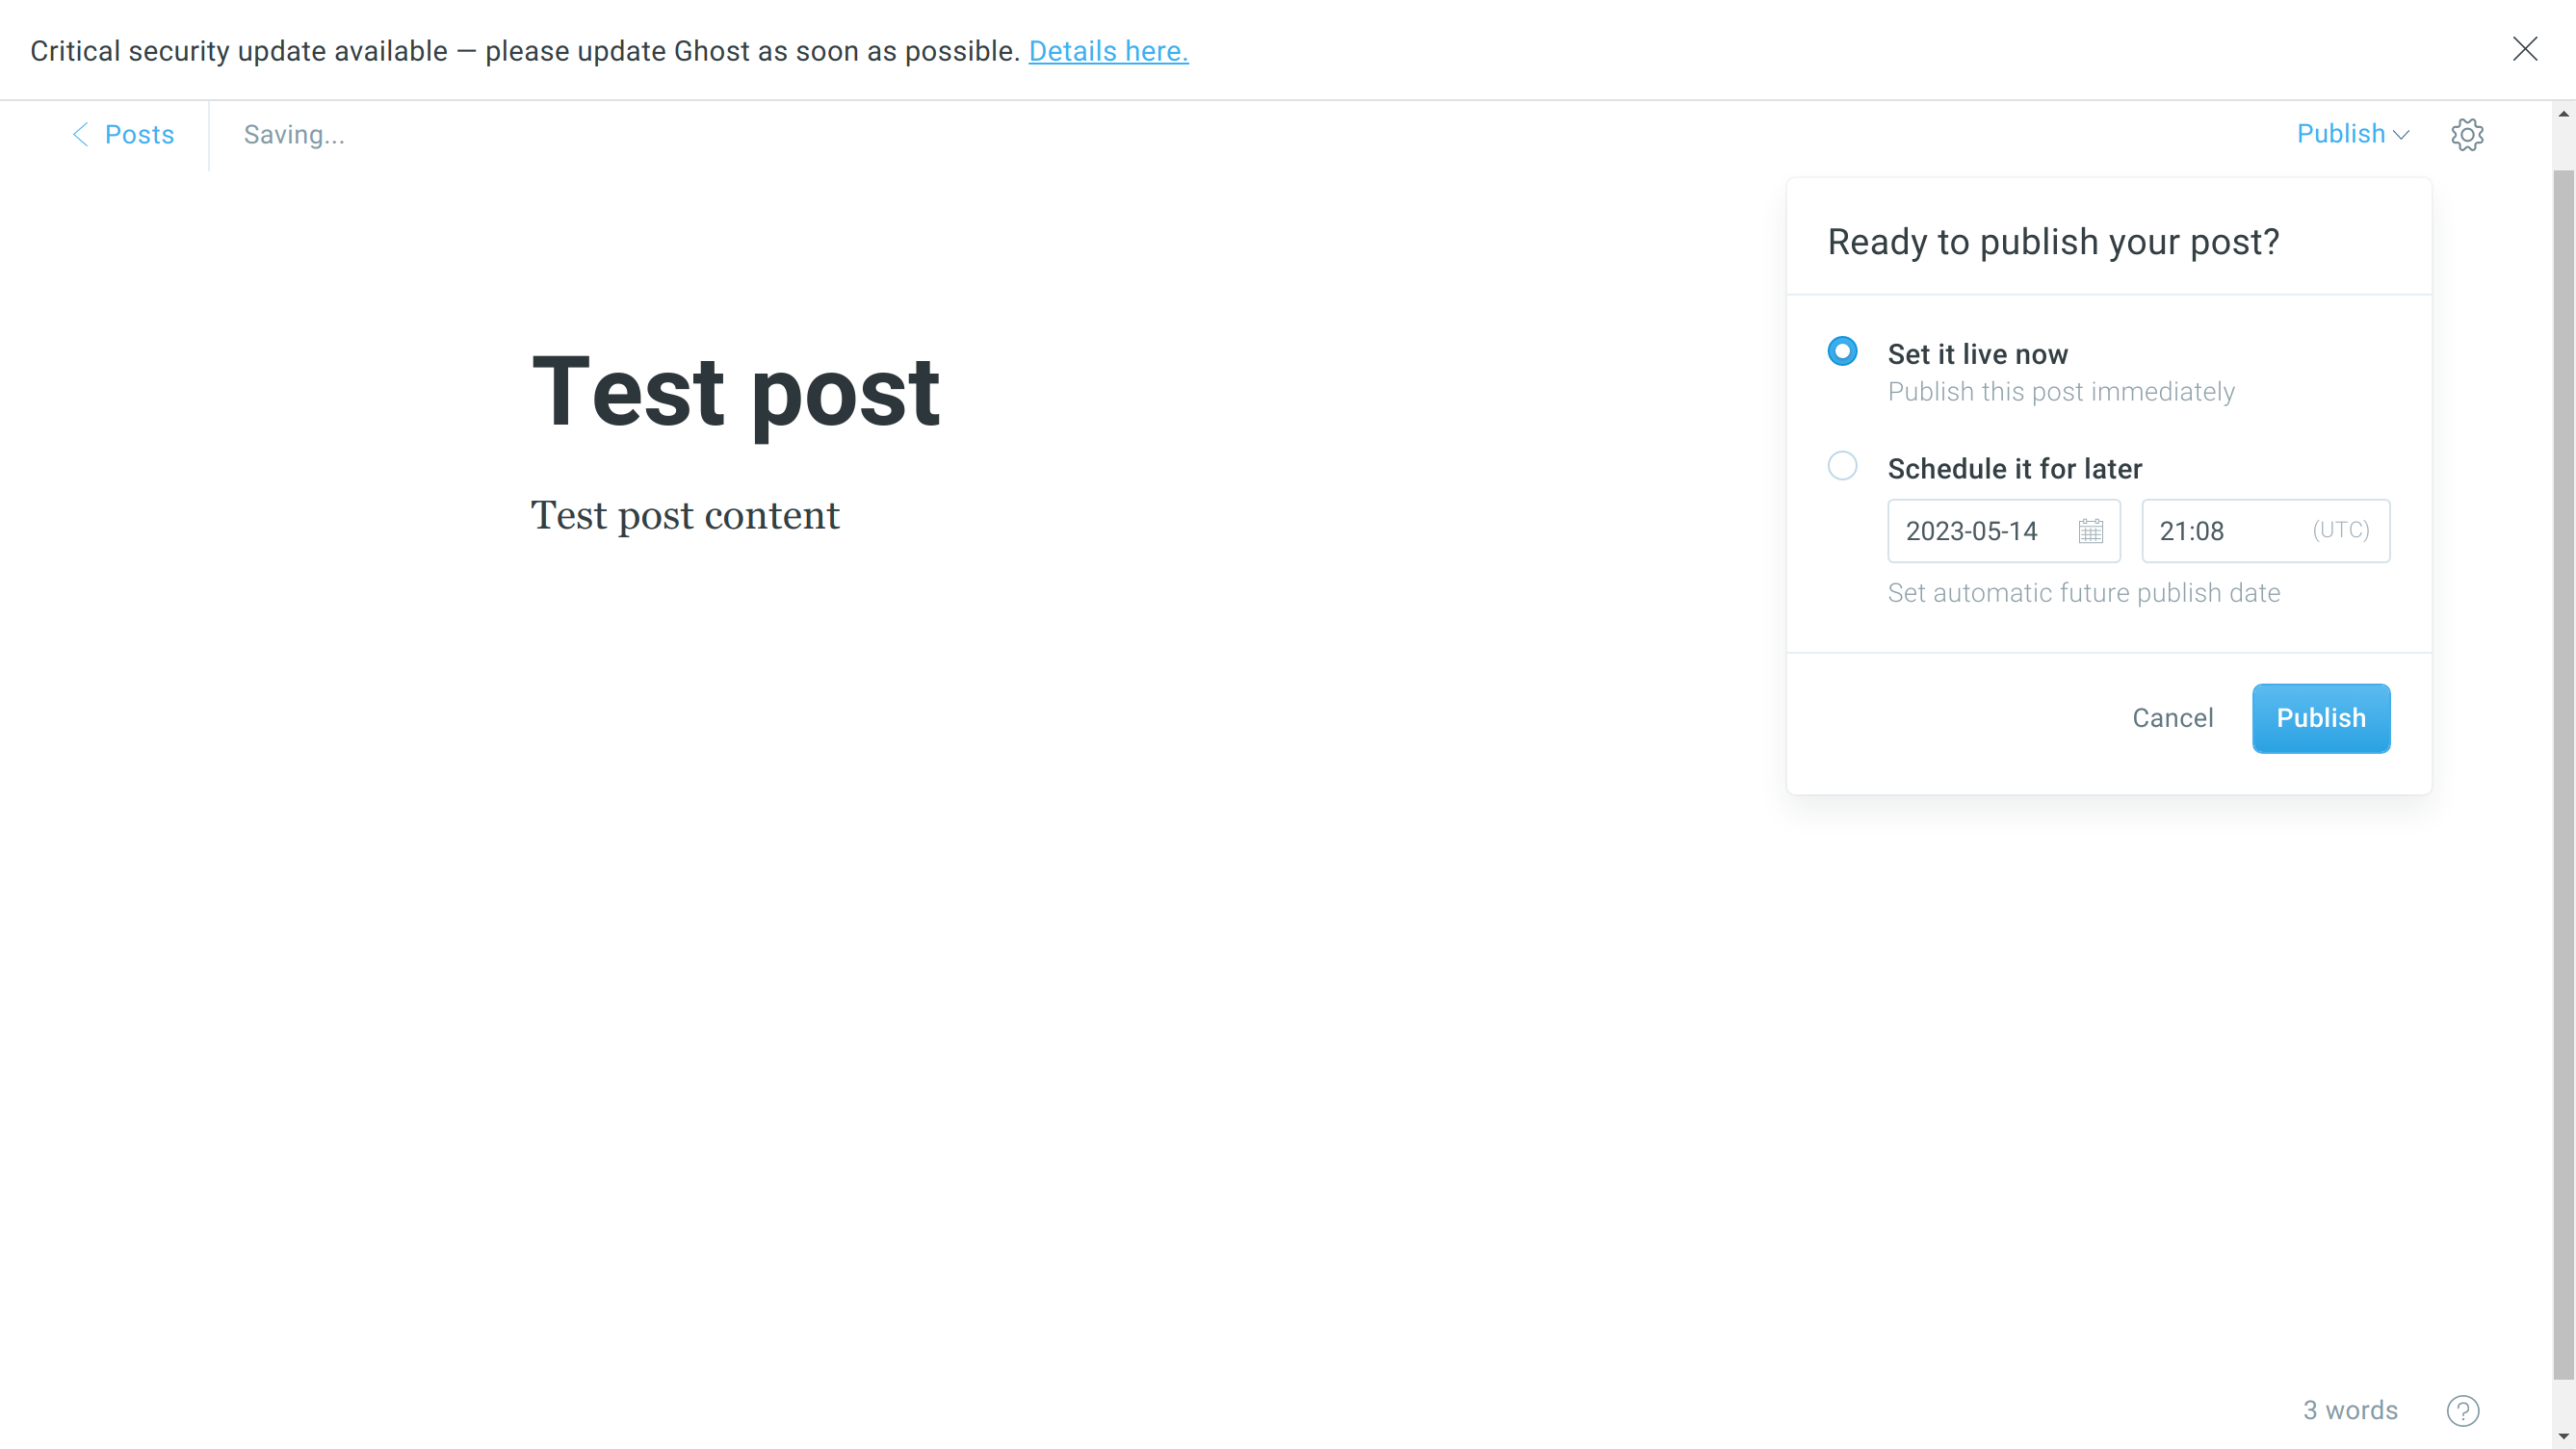 Critical security update available — please update Ghost as soon as possible. Details here.
Posts
Saving...
Publish
Ready to publish your post?
Set it live now
Publish this post immediately
Schedule it for later
2023-05-14
21:08 (UTC)
Set automatic future publish date
Cancel
Publish
Test post
Test post content
3 words
?